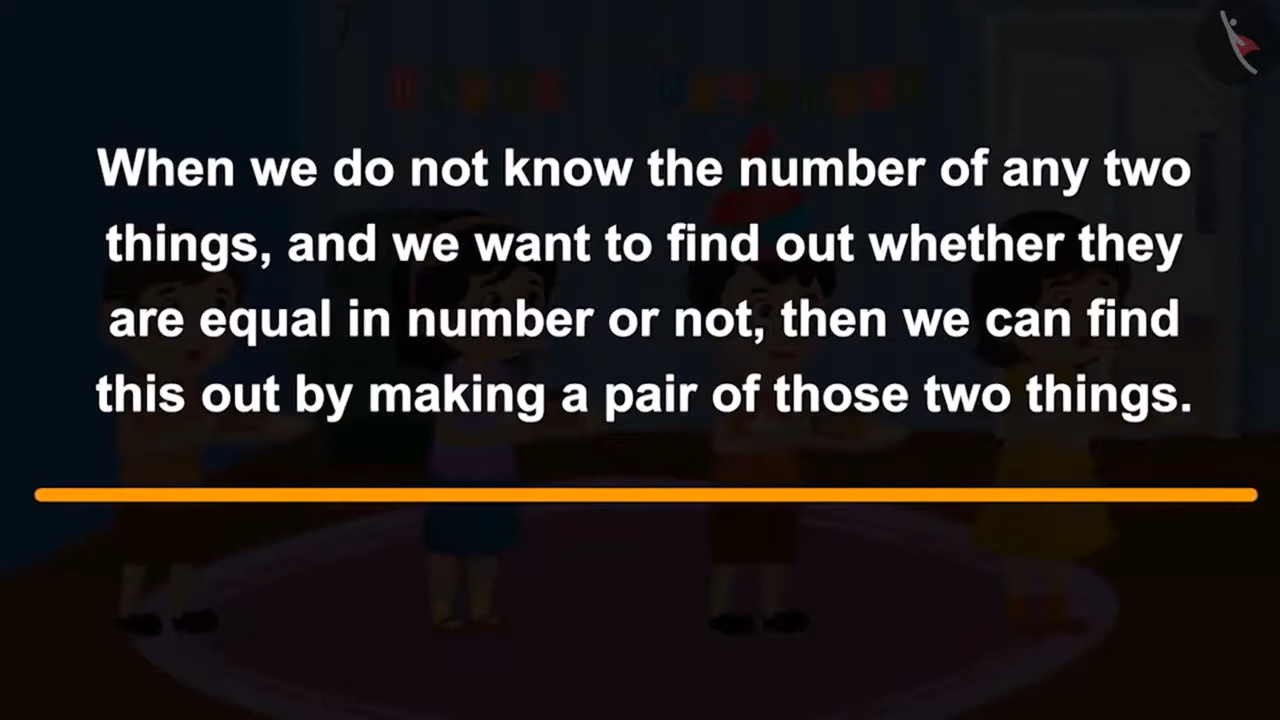 When we do not know the number of any two
things, and we want to find out whether they
are equal in number or not, then we can find
this out by making a pair of those two things.